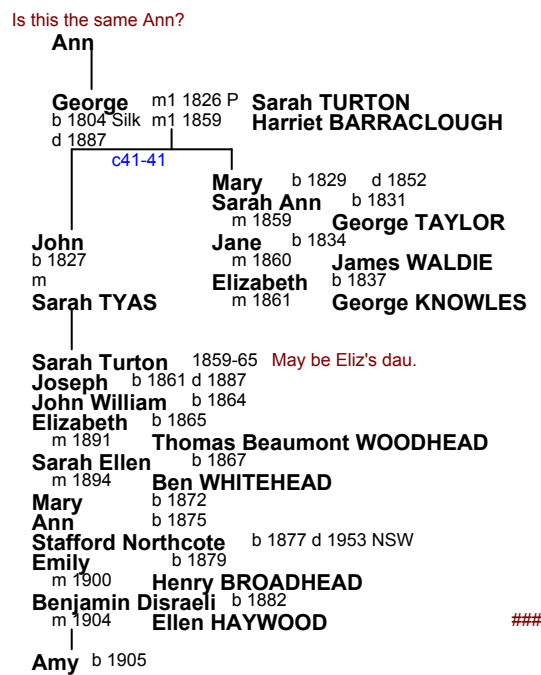 Is this the same Ann?
Ann
George m1 1826 P Sarah TURTON
b 1804 Silk m1 1859 Harriet BARRACLOUGH
d 1887
c41-41
Mary b 1829 d 1852
Sarah Ann b 1831
m 1859 George TAYLOR
John Jane b 1834
b 1827 m 1860 James WALDIE
m Elizabeth b 1837
Sarah TYAS m 1861 George KNOWLES
Sarah Turton 1859-65 May be Eliz's dau.
Joseph b 1861 d 1887
John William b 1864
Elizabeth b 1865
m 1891 Thomas Beaumont WOODHEAD
Sarah Ellen b 1867
m 1894 Ben WHITEHEAD
Mary b 1872
Ann b 1875
Stafford Northcote b 1877 d 1953 NSW
Emily b 1879
m 1900 Henry BROADHEAD
Benjamin Disraeli b 1882
m 1904 Ellen HAYWOOD ###
Amy b 1905